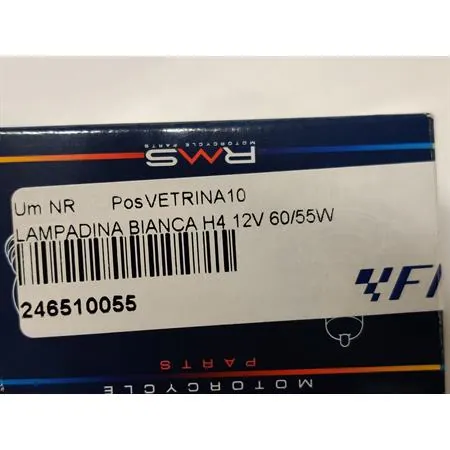 RMS
MOTORCYCLE PARTS
Um NR PosVETRINA10
LAMPADINA BIANCA H4 12V 60/55W
246510055
PARTS
MOTORCYCLE